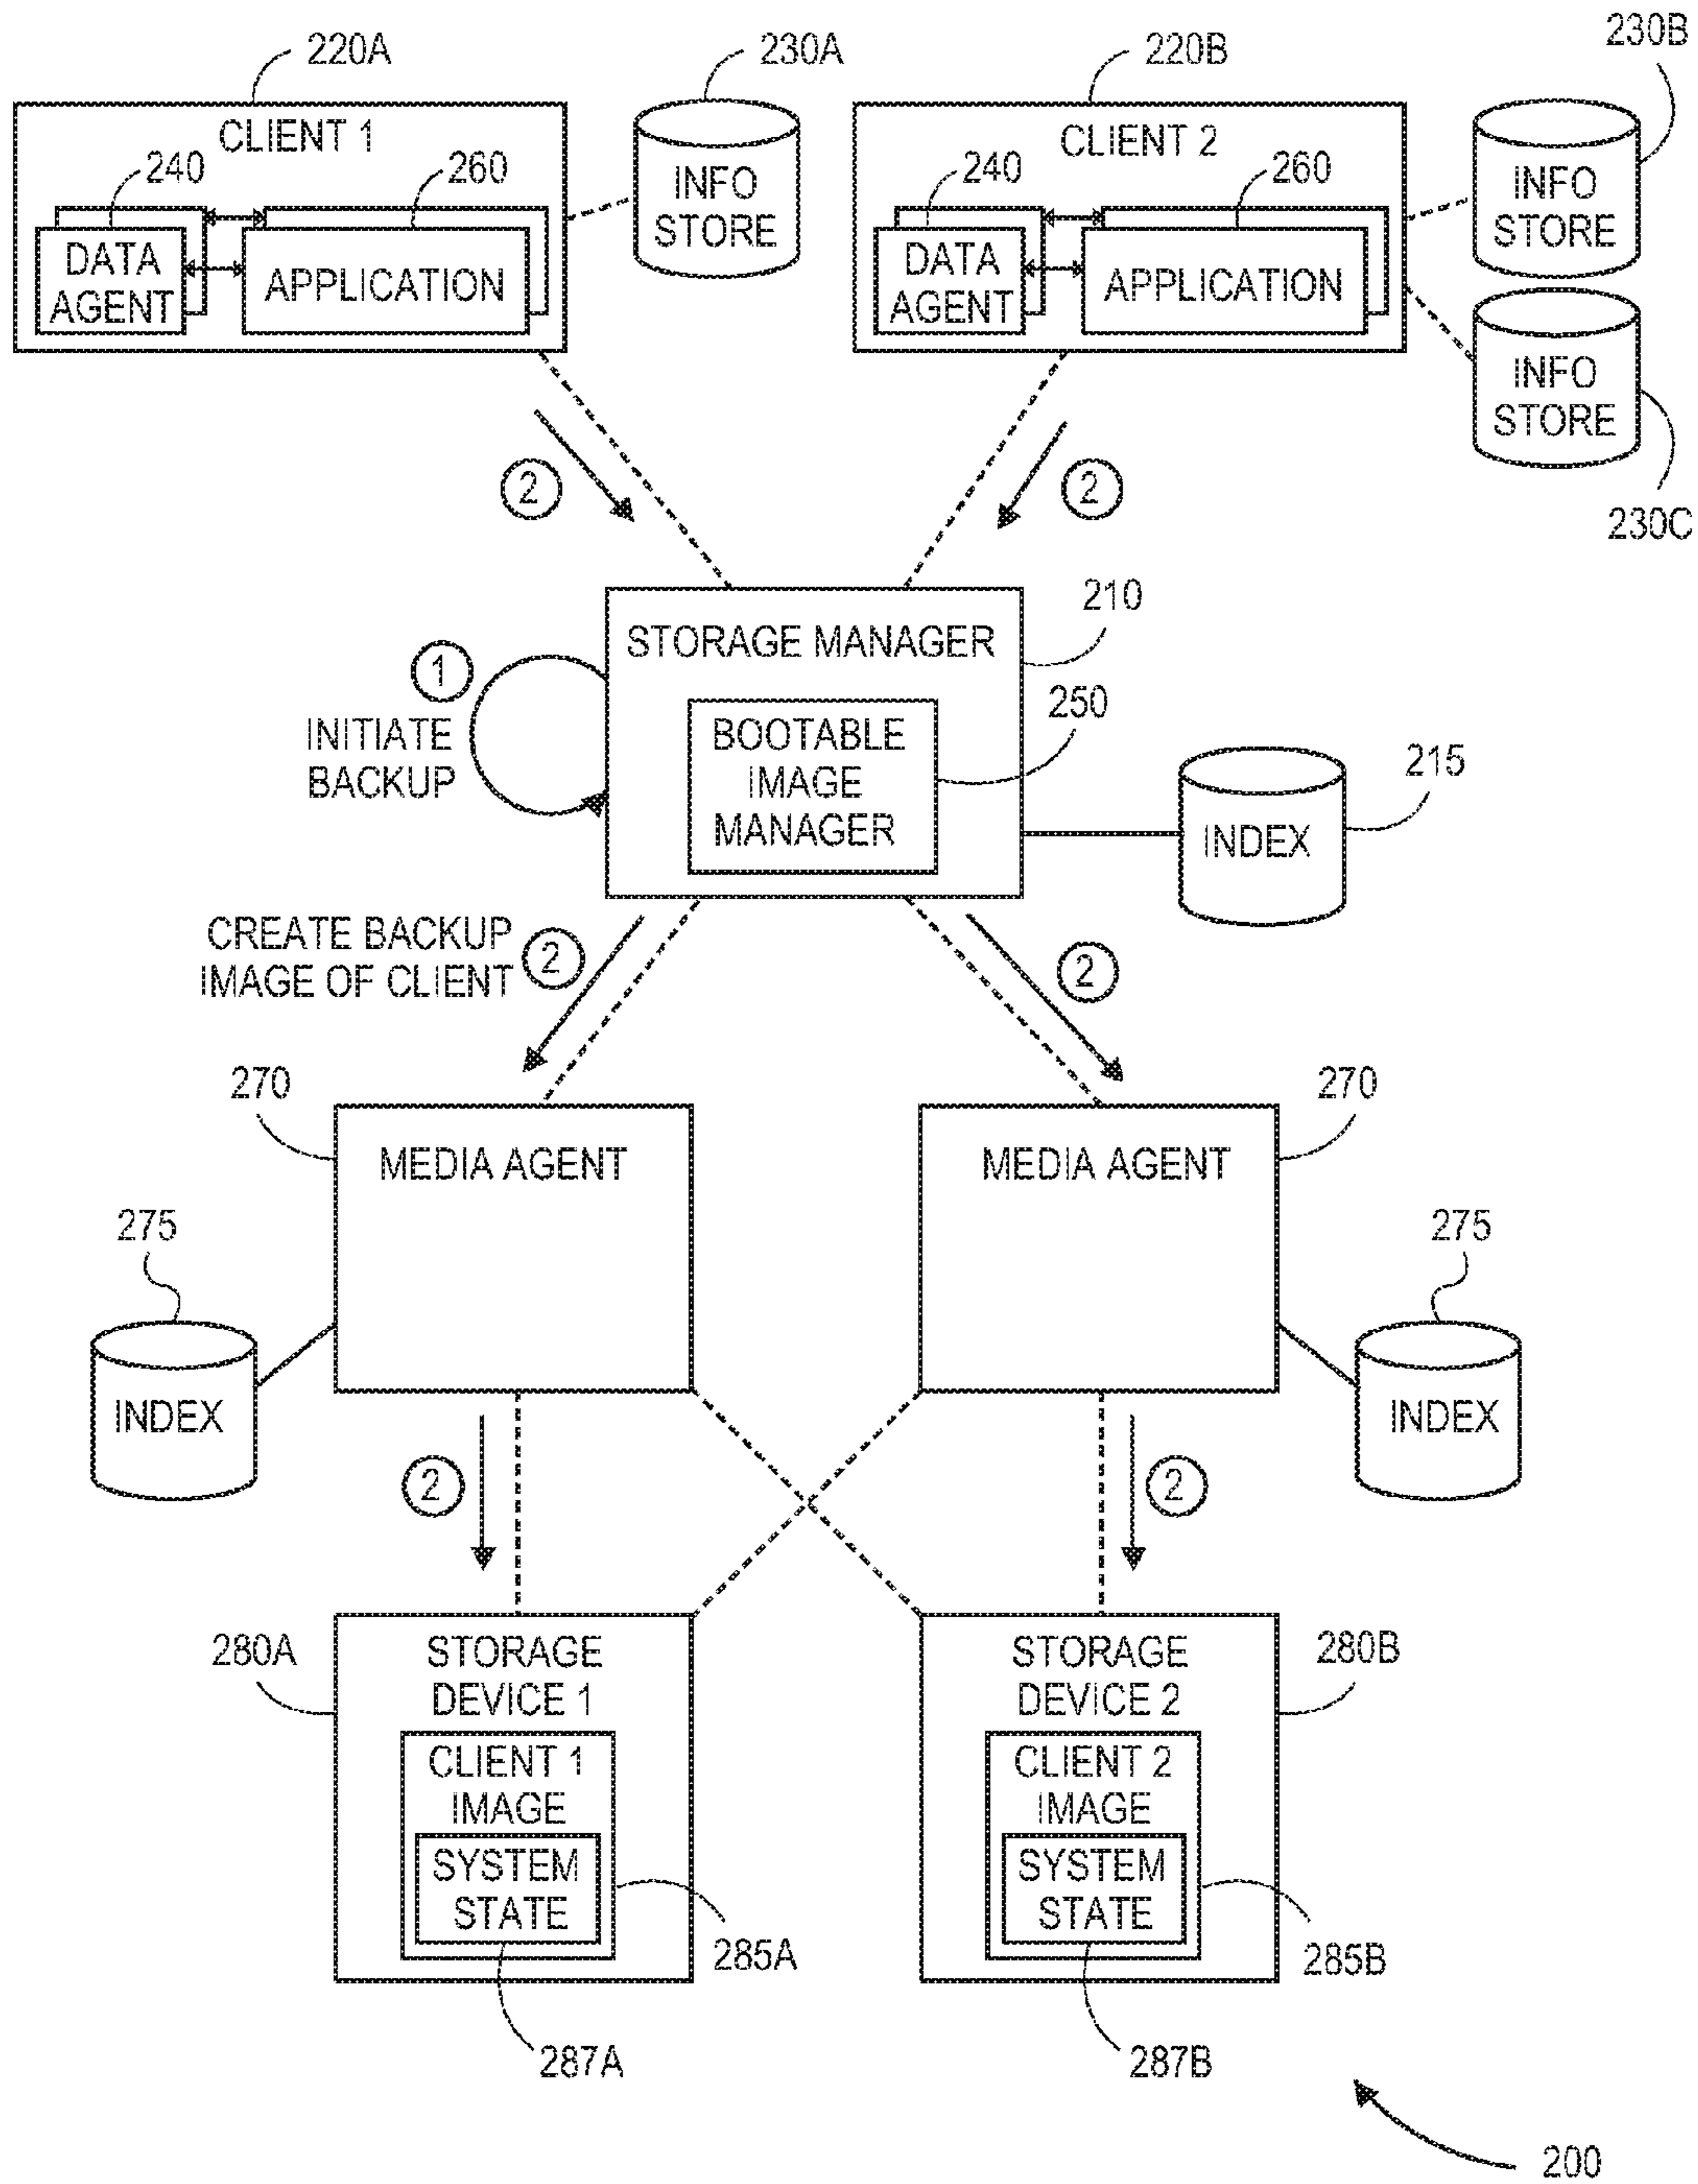 220A
230A
220B
230B
CLIENT 1
240
260
INFO
STORE
CLIENT 2
240
260
INFO
STORE
DATA
AGENT
APPLICATION
DATA
AGENT
APPLICATION
INFO
STORE
230C
2
2
210
STORAGE MANAGER
1
INITIATE
BACKUP
250
BOOTABLE
IMAGE
MANAGER
215
INDEX
CREATE BACKUP
IMAGE OF CLIENT
2
2
270
270
MEDIA AGENT
MEDIA AGENT
275
275
INDEX
INDEX
2
2
280A
STORAGE
DEVICE 1
STORAGE
DEVICE 2
280B
CLIENT 1
IMAGE
CLIENT 2
IMAGE
SYSTEM
STATE
SYSTEM
STATE
285A
285B
287A
287B
200